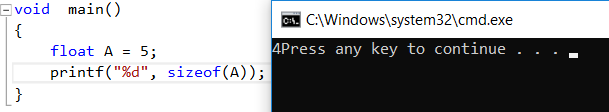 void  main()
{
float A = 5;
printf("%d", sizeof(A));
}
C:\Windows\system32\cmd.exe
4Press any key to continue . . .